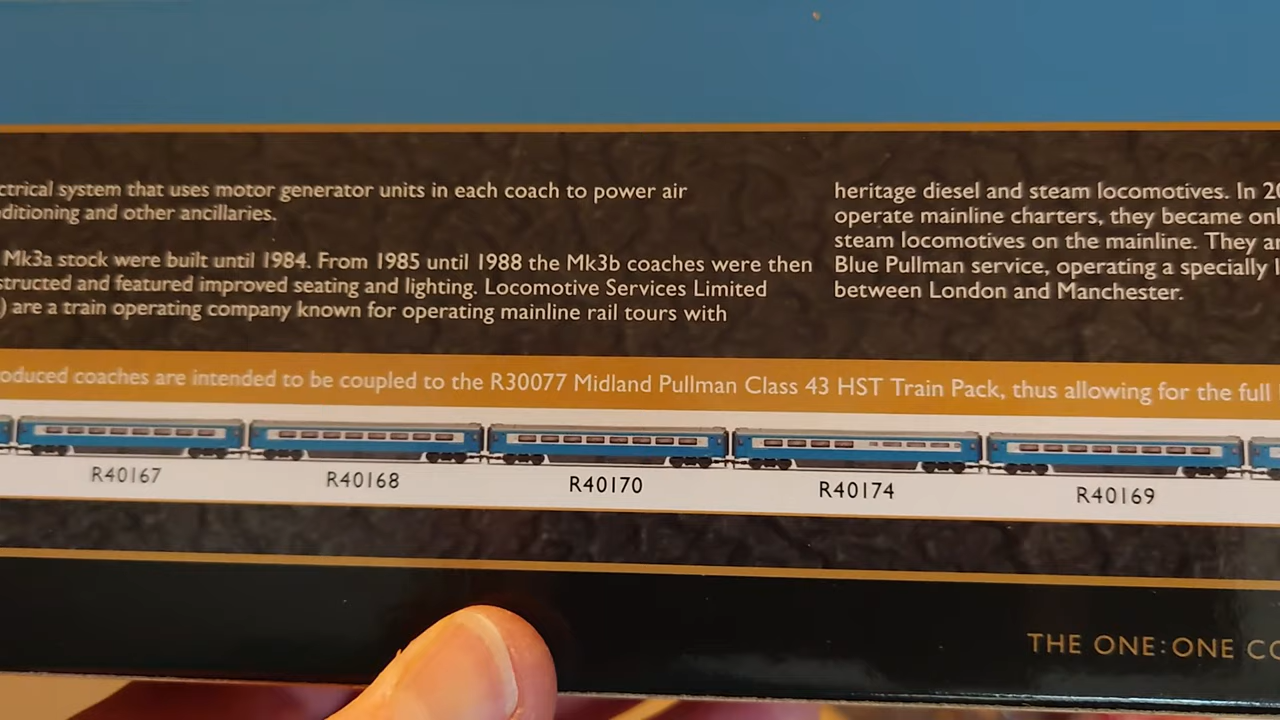 ctrical system that uses motor generator units in each coach to power air
ditioning and other ancillaries.
Mk3a stock were built until 1984. From 1985 until 1988 the Mk3b coaches were then
structed and featured improved seating and lighting. Locomotive Services Limited
) are a train operating company known for operating mainline rail tours with
heritage diesel and steam locomotives. In 20
operate mainline charters, they became onl
steam locomotives on the mainline. They ar
Blue Pullman service, operating a specially l
between London and Manchester.
oduced coaches are intended to be coupled to the R30077 Midland Pullman Class 43 HST Train Pack, thus allowing for the full
R40167
R40168
R40170
R40174
R40169
THE ONE:ONE CO